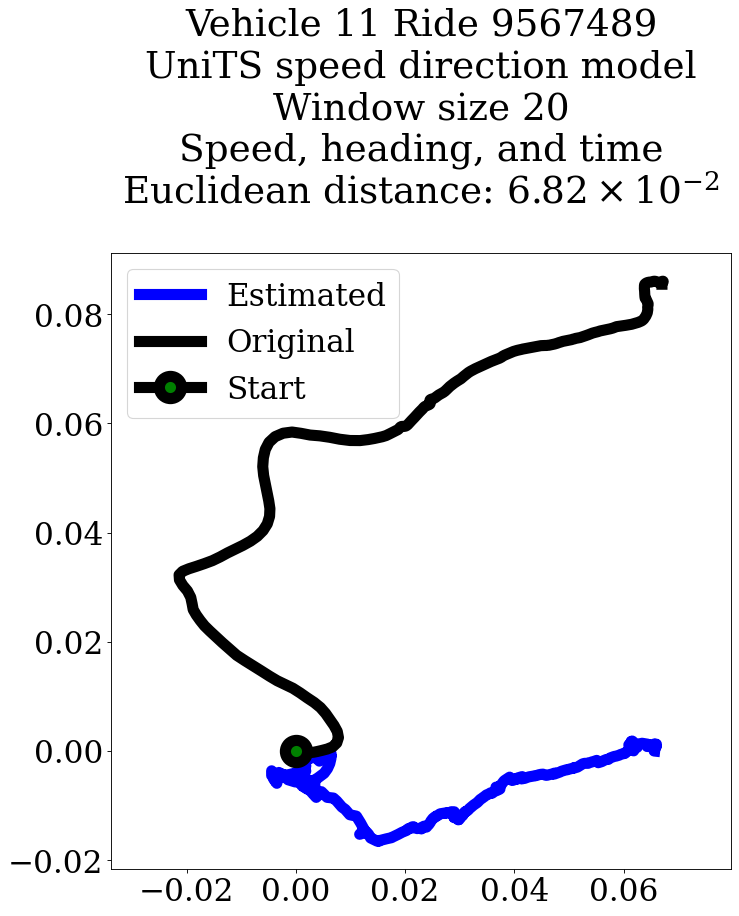 Vehicle 11 Ride 9567489
UniTS speed direction model
Window size 20
Speed, heading, and time
Euclidean distance: 6.82 × 10⁻²
Estimated
Original
Start
0.08
0.06
0.04
0.02
0.00
−0.02
−0.02 0.00 0.02 0.04 0.06